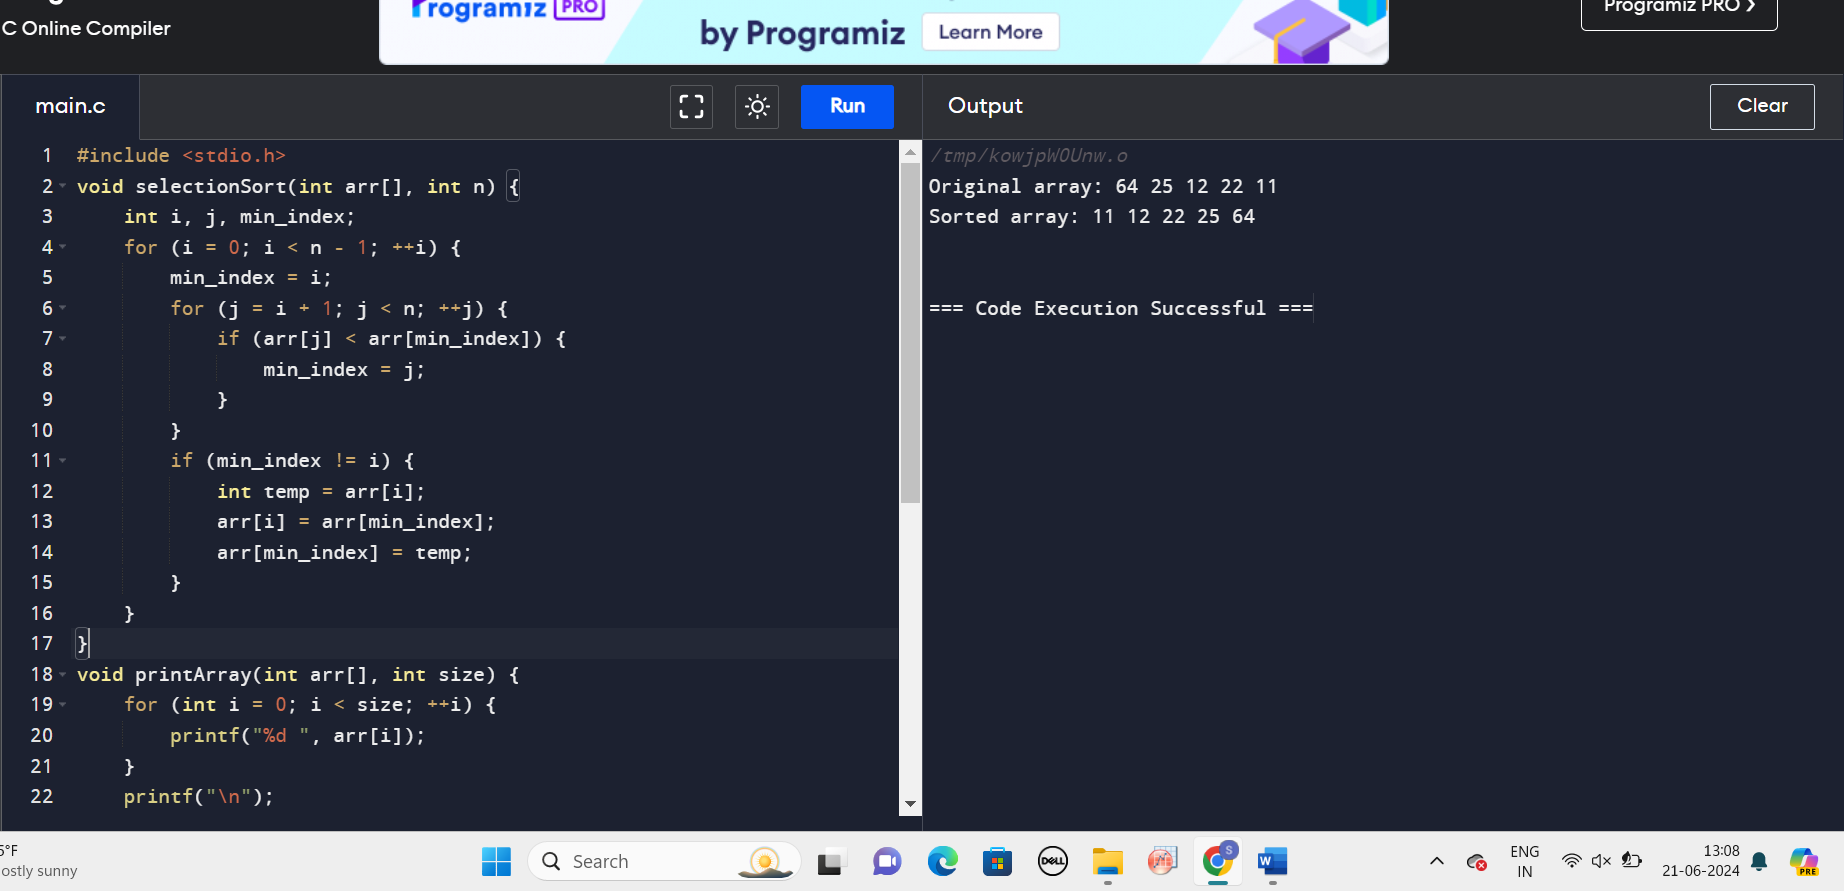 C Online Compiler
Programiz PRO
by Programiz
Learn More
Programiz PRO
main.c
Run
Output
Clear
1 #include <stdio.h>
2 void selectionSort(int arr[], int n) {
3 int i, j, min_index;
4 for (i = 0; i < n - 1; ++i) {
5 min_index = i;
6 for (j = i + 1; j < n; ++j) {
7 if (arr[j] < arr[min_index]) {
8 min_index = j;
9 }
10 }
11 if (min_index != i) {
12 int temp = arr[i];
13 arr[i] = arr[min_index];
14 arr[min_index] = temp;
15 }
16 }
17 }
18 void printArray(int arr[], int size) {
19 for (int i = 0; i < size; ++i) {
20 printf("%d ", arr[i]);
21 }
22 printf("\n");
/tmp/kowjpWOUnw.o
Original array: 64 25 12 22 11
Sorted array: 11 12 22 25 64
=== Code Execution Successful ===
5°F
ostly sunny
Search
DELL
S
W
ENG
IN
13:08
21-06-2024
PRE